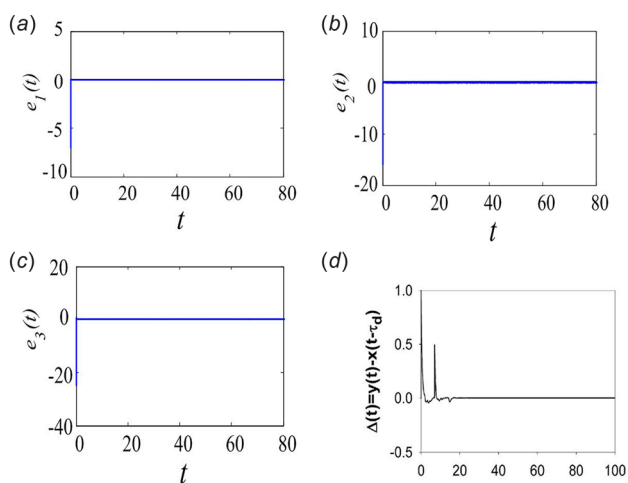 (a)
5
0
-5
-10
e1(t)
0 20 40 60 80
t
(b)
10
0
-10
-20
e2(t)
0 20 40 60 80
t
(c)
20
0
-20
-40
e3(t)
0 20 40 60 80
t
(d)
1.0
0.5
0.0
-0.5
Δ(t)=y(t)-x(t-τd)
0 20 40 60 80 100